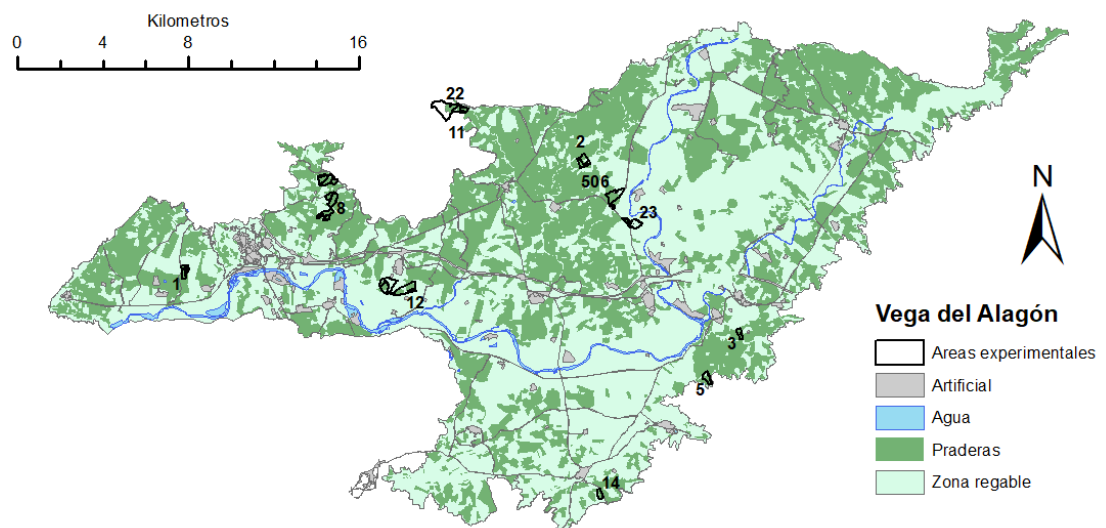 Kilometros
0 4 8 16
22
11
2
506
23
8
1
12
3
5
14
N
Vega del Alagón
Areas experimentales
Artificial
Agua
Praderas
Zona regable